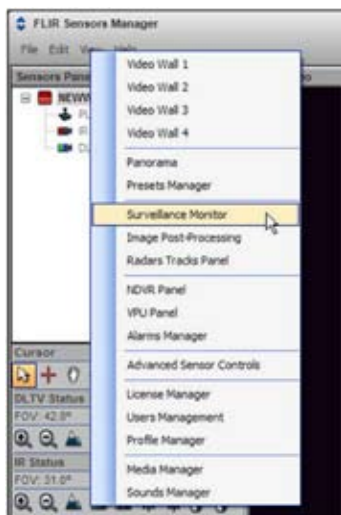 FLIR Sensors Manager
File Edit View Help
Sensors Pane
Video Wall 1
Video Wall 2
Video Wall 3
Video Wall 4
Panorama
Presets Manager
Surveillance Monitor
Image Post-Processing
Radars Tracks Panel
NDVR Panel
VPU Panel
Alarms Manager
Advanced Sensor Controls
License Manager
Users Management
Profile Manager
Media Manager
Sounds Manager
Cursor
DLTV Status
FOV: 42.8°
IR Status
FOV: 31.0°